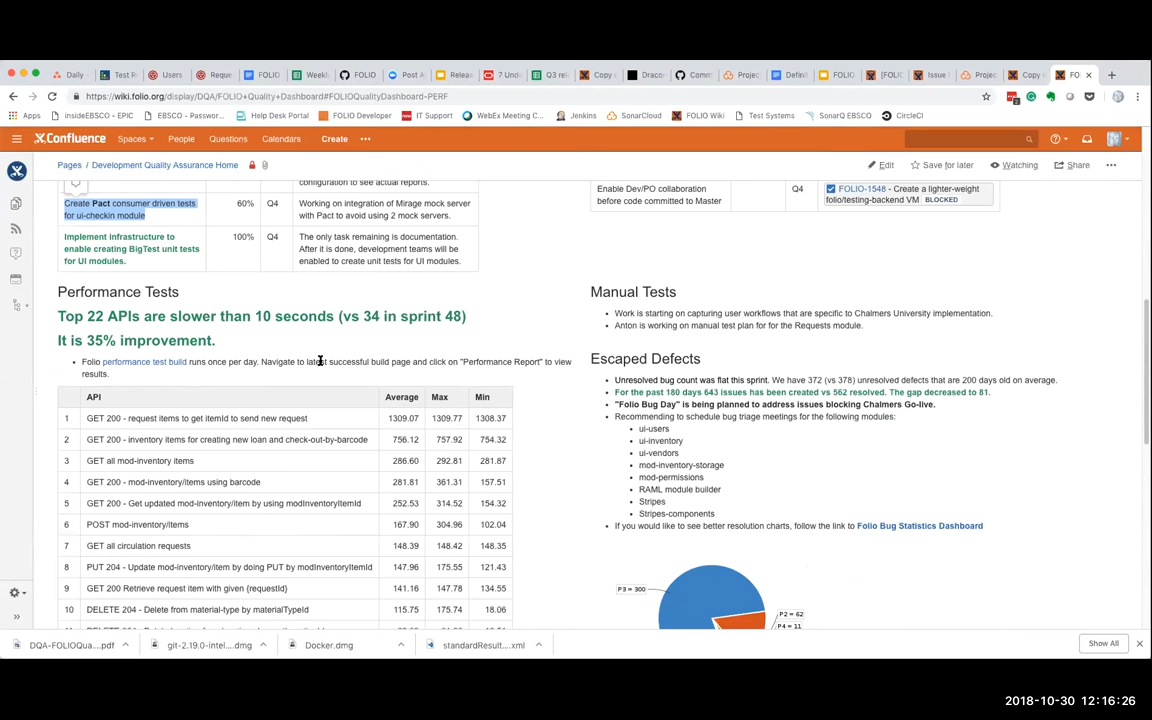 Daily
Test R
Users
Reque
FOLIO
Weekl
FOLIO
Post A
Relea
7 Und
Q3 rel
Copy
Dracon
Comm
Projec
Definit
FOLIO
[FOLIO
Issue
Projec
Copy
FO
https://wiki.folio.org/display/DQA/FOLIO+Quality+Dashboard#FOLIOQualityDashboard-PERF
Apps
insideEBSCO - EPIC
EBSCO - Passwor...
Help Desk Portal
FOLIO Developer
IT Support
WebEx Meeting C...
Jenkins
SonarCloud
FOLIO Wiki
Test Systems
SonarQ EBSCO
CircleCI
Confluence
Spaces
People
Questions
Calendars
Create
Pages / Development Quality Assurance Home
Edit
Save for later
Watching
Share
configuration to see actual reports.
Create Pact consumer driven tests
for ui-checkin module
60%
Q4
Working on integration of Mirage mock server
with Pact to avoid using 2 mock servers.
Implement infrastructure to
enable creating BigTest unit tests
for UI modules.
100%
Q4
The only task remaining is documentation.
After it is done, development teams will be
enabled to create unit tests for UI modules.
Enable Dev/PO collaboration
before code committed to Master
Q4
FOLIO-1548 - Create a lighter-weight
folio/testing-backend VM BLOCKED
Performance Tests
Top 22 APIs are slower than 10 seconds (vs 34 in sprint 48)
It is 35% improvement.
Folio performance test build runs once per day. Navigate to latest successful build page and click on "Performance Report" to view
results.
API Average Max Min
1 GET 200 - request items to get itemId to send new request 1309.07 1309.77 1308.37
2 GET 200 - inventory items for creating new loan and check-out-by-barcode 756.12 757.92 754.32
3 GET all mod-inventory items 286.60 292.81 281.87
4 GET 200 - mod-inventory/items using barcode 281.81 361.31 157.51
5 GET 200 - Get updated mod-inventory/item by using modInventoryItemId 252.53 314.52 154.32
6 POST mod-inventory/items 167.90 304.96 102.04
7 GET all circulation requests 148.39 148.42 148.35
8 PUT 204 - Update mod-inventory/item by doing PUT by modInventoryItemId 147.96 175.55 121.43
9 GET 200 Retrieve request item with given {requestId} 141.16 147.78 134.55
10 DELETE 204 - Delete from material-type by materialTypeId 115.75 175.74 18.06
Manual Tests
Work is starting on capturing user workflows that are specific to Chalmers University implementation.
Anton is working on manual test plan for for the Requests module.
Escaped Defects
Unresolved bug count was flat this sprint. We have 372 (vs 378) unresolved defects that are 200 days old on average.
For the past 180 days 643 issues has been created vs 562 resolved. The gap decreased to 81.
"Folio Bug Day" is being planned to address issues blocking Chalmers Go-live.
Recommending to schedule bug triage meetings for the following modules:
ui-users
ui-inventory
ui-vendors
mod-inventory-storage
mod-permissions
RAML module builder
Stripes
Stripes-components
If you would like to see better resolution charts, follow the link to Folio Bug Statistics Dashboard
P3 = 300
P2 = 62
P4 = 11
DQA-FOLIOQua....pdf
git-2.19.0-intel....dmg
Docker.dmg
standardResult....xml
Show All
2018-10-30 12:16:26